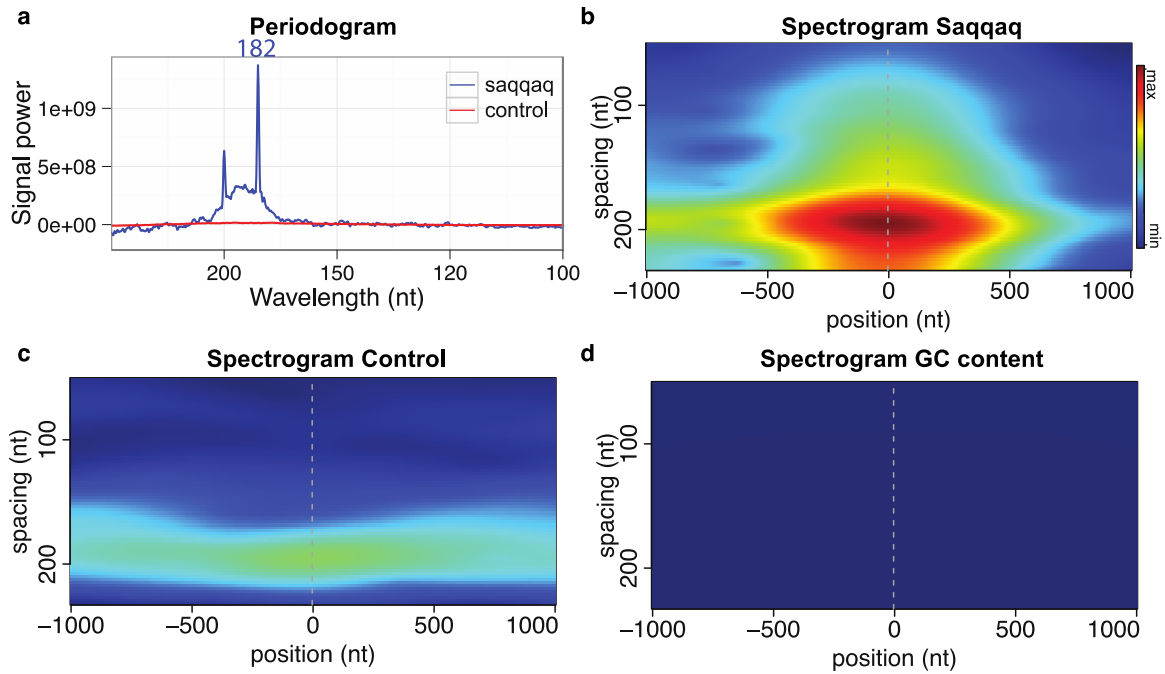 a
Periodogram
182
Signal power
1e+09
5e+08
0e+00
saqqaq
control
200 150 120 100
Wavelength (nt)
b
Spectrogram Saqqaq
spacing (nt)
100
200
max
min
−1000 −500 0 500 1000
position (nt)
c
Spectrogram Control
spacing (nt)
100
200
−1000 −500 0 500 1000
position (nt)
d
Spectrogram GC content
spacing (nt)
100
200
−1000 −500 0 500 1000
position (nt)